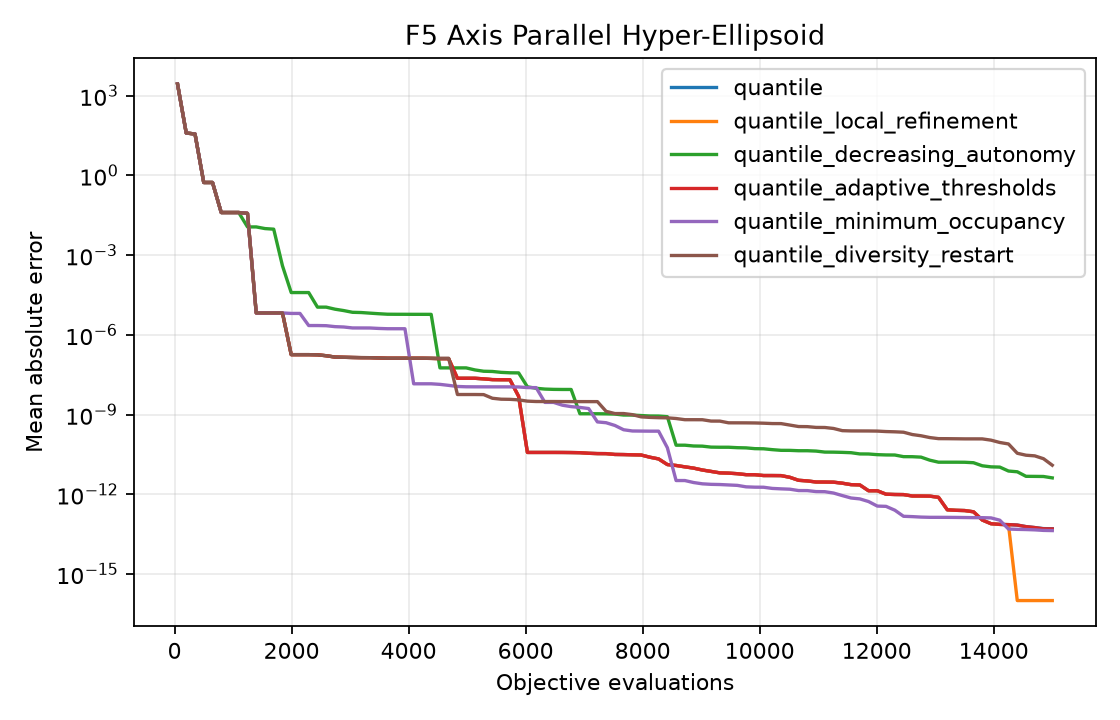 F5 Axis Parallel Hyper-Ellipsoid
Mean absolute error
10³
10⁰
10⁻³
10⁻⁶
10⁻⁹
10⁻¹²
10⁻¹⁵
quantile
quantile_local_refinement
quantile_decreasing_autonomy
quantile_adaptive_thresholds
quantile_minimum_occupancy
quantile_diversity_restart
0 2000 4000 6000 8000 10000 12000 14000
Objective evaluations